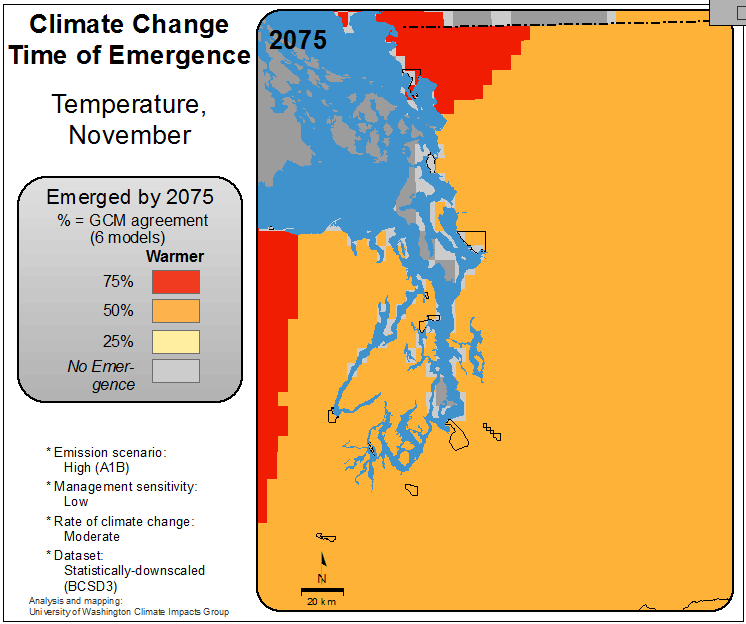 Climate Change
Time of Emergence
Temperature,
November
Emerged by 2075
% = GCM agreement
(6 models)
Warmer
75%
50%
25%
No Emer-
gence
* Emission scenario:
High (A1B)
* Management sensitivity:
Low
* Rate of climate change:
Moderate
* Dataset:
Statistically-downscaled
(BCSD3)
Analysis and mapping:
University of Washington Climate Impacts Group
2075
N
20 km